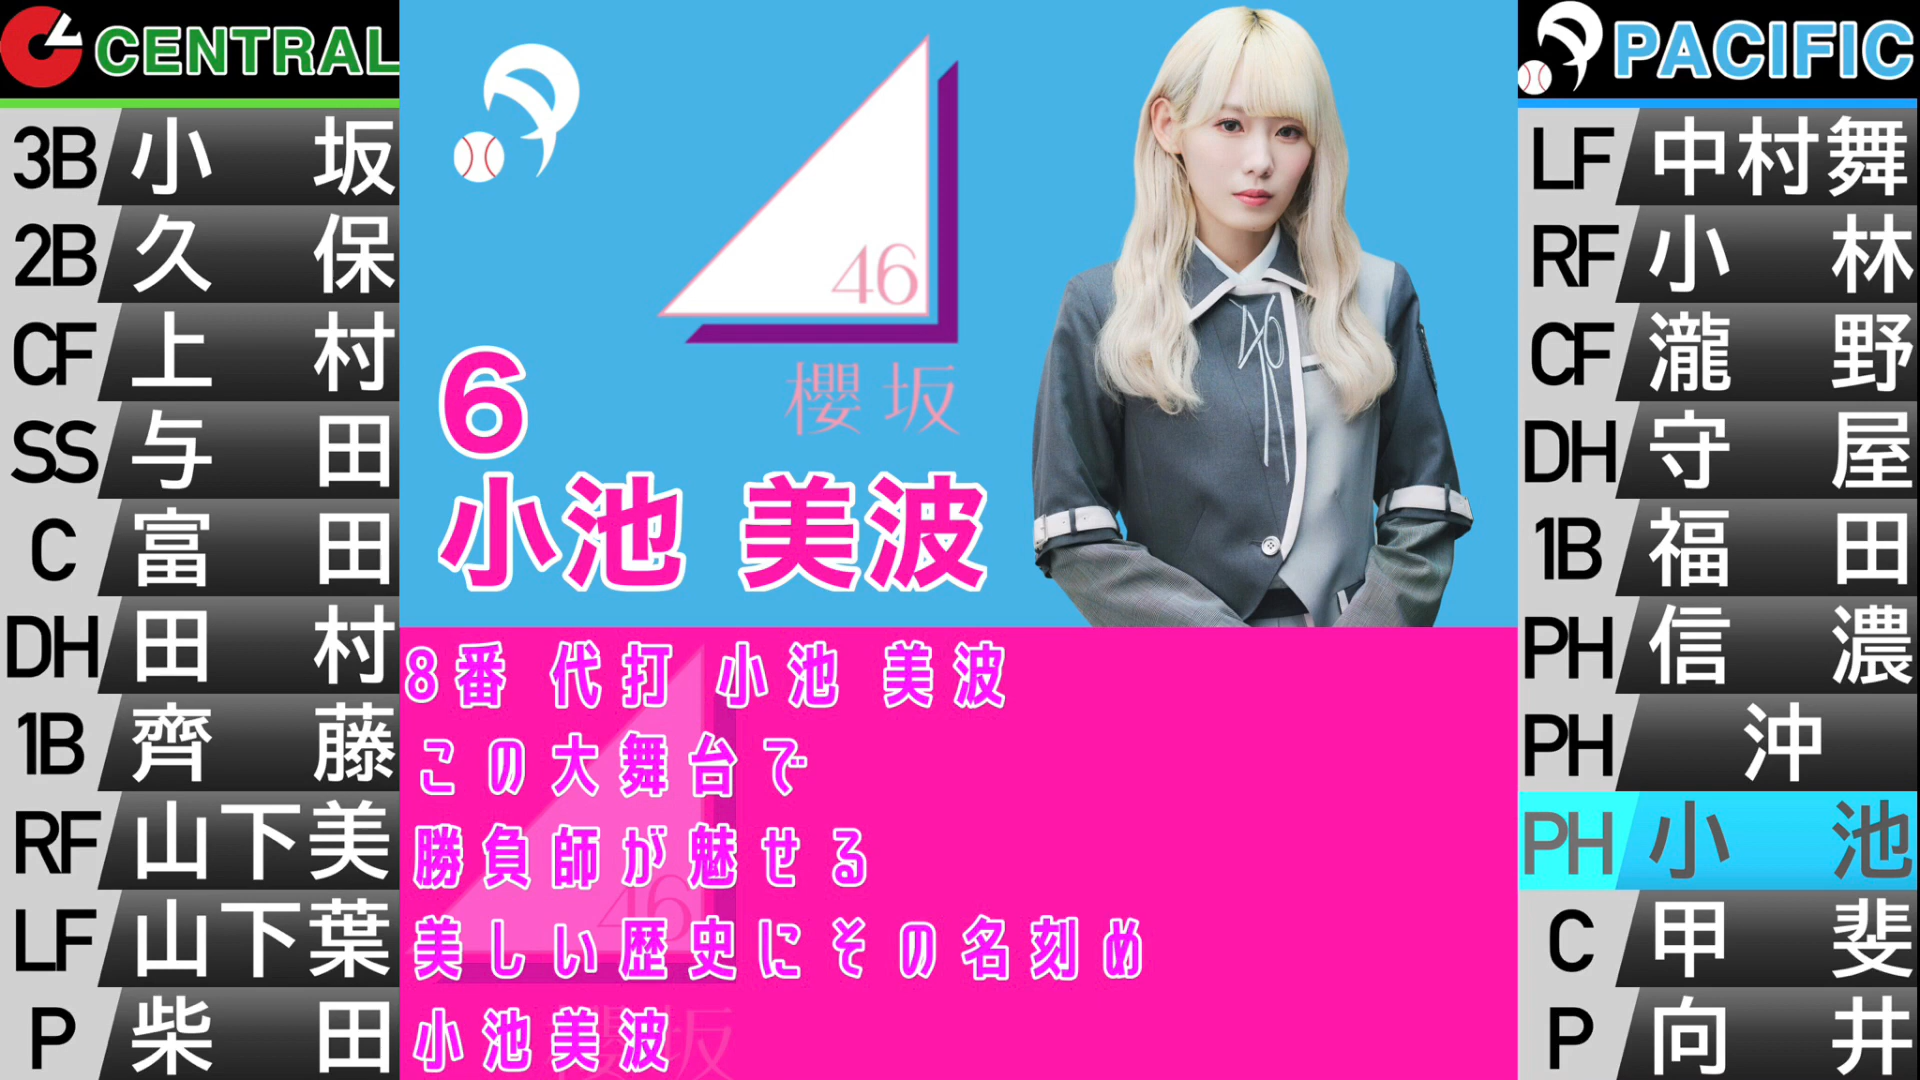 CENTRAL
3B 小坂
2B 久保
CF 上村
SS 与田
C 富田
DH 田村
1B 齊藤
RF 山下美
LF 山下葉
P 柴田
46
櫻坂
6
小池 美波
8番 代打 小池 美波
この大舞台で
勝負師が魅せる
美しい歴史にその名刻め
小池美波
46
櫻坂
PACIFIC
LF 中村舞
RF 小林
CF 瀧野
DH 守屋
1B 福田
PH 信濃
PH 沖
PH 小池
C 甲斐
P 向井